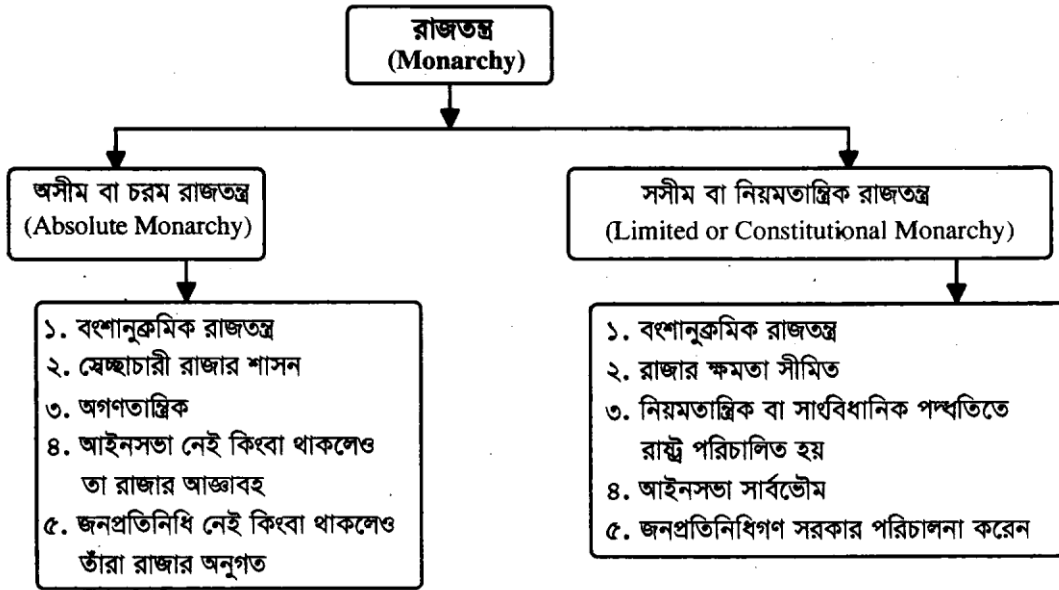 রাজতন্ত্র
(Monarchy)
অসীম বা চরম রাজতন্ত্র
(Absolute Monarchy)
সসীম বা নিয়মতান্ত্রিক রাজতন্ত্র
(Limited or Constitutional Monarchy)
১. বংশানুক্রমিক রাজতন্ত্র
২. স্বেচ্ছাচারী রাজার শাসন
৩. অগণতান্ত্রিক
৪. আইনসভা নেই কিংবা থাকলেও
তা রাজার আজ্ঞাবহ
৫. জনপ্রতিনিধি নেই কিংবা থাকলেও
তাঁরা রাজার অনুগত
১. বংশানুক্রমিক রাজতন্ত্র
২. রাজার ক্ষমতা সীমিত
৩. নিয়মতান্ত্রিক বা সাংবিধানিক পদ্ধতিতে
রাষ্ট্র পরিচালিত হয়
৪. আইনসভা সার্বভৌম
৫. জনপ্রতিনিধিগণ সরকার পরিচালনা করেন